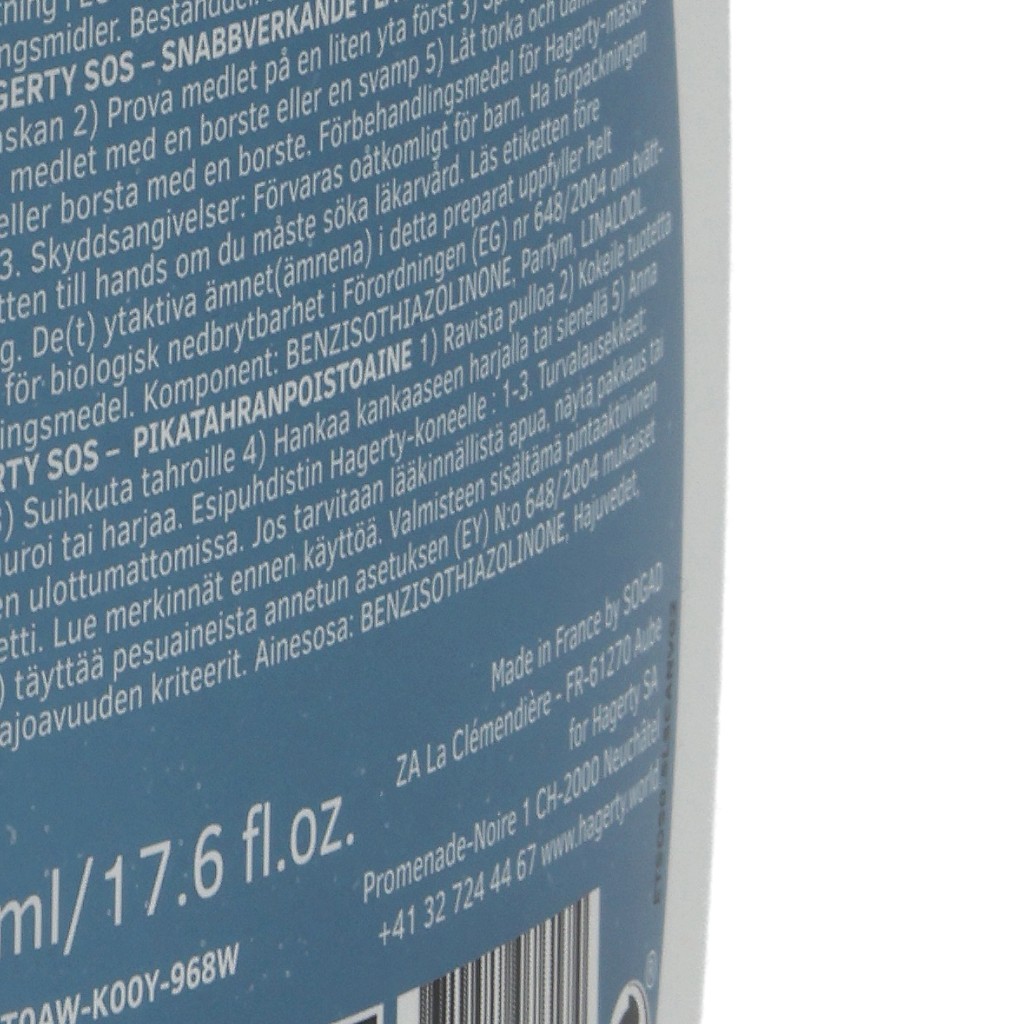 ngsmidler. Bestanddele
GERTY SOS – SNABBVERKANDE
askan 2) Prova medlet på en liten yta först 3)
medlet med en borste eller en svamp 5) Låt torka och
eller borsta med en borste. Förbehandlingsmedel för Hagerty-maskin
3. Skyddsangivelser: Förvaras oåtkomligt för barn. Ha förpackningen
tten till hands om du måste söka läkarvård. Läs etiketten före
g. De(t) ytaktiva ämnet(ämnena) i detta preparat uppfyller helt
för biologisk nedbrytbarhet i Förordningen (EG) nr 648/2004 om tvätt-
ingsmedel. Komponent: BENZISOTHIAZOLINONE, Parfym, LINALOOL.
RTY SOS – PIKATAHRANPOISTOAINE 1) Ravista pulloa 2) Kokeile tuotetta
3) Suihkuta tahroille 4) Hankaa kankaaseen harjalla tai sienellä 5) Anna
uroi tai harjaa. Esipuhdistin Hagerty-koneelle : 1-3. Turvalausekkeet:
en ulottumattomissa. Jos tarvitaan lääkinnällistä apua, näytä pakkaus tai
etti. Lue merkinnät ennen käyttöä. Valmisteen sisältämä pintaaktiivinen
) täyttää pesuaineista annetun asetuksen (EY) N:o 648/2004 mukaiset
ajoavuuden kriteerit. Ainesosa: BENZISOTHIAZOLINONE, Hajuvedet,
Made in France by SOGAD
ZA La Clémendière - FR-61270 Aube
for Hagerty SA
Promenade-Noire 1 CH-2000 Neuchâtel
+41 32 724 44 67 www.hagerty.world
ml/17.6 fl.oz.
T0AW-K00Y-968W
®